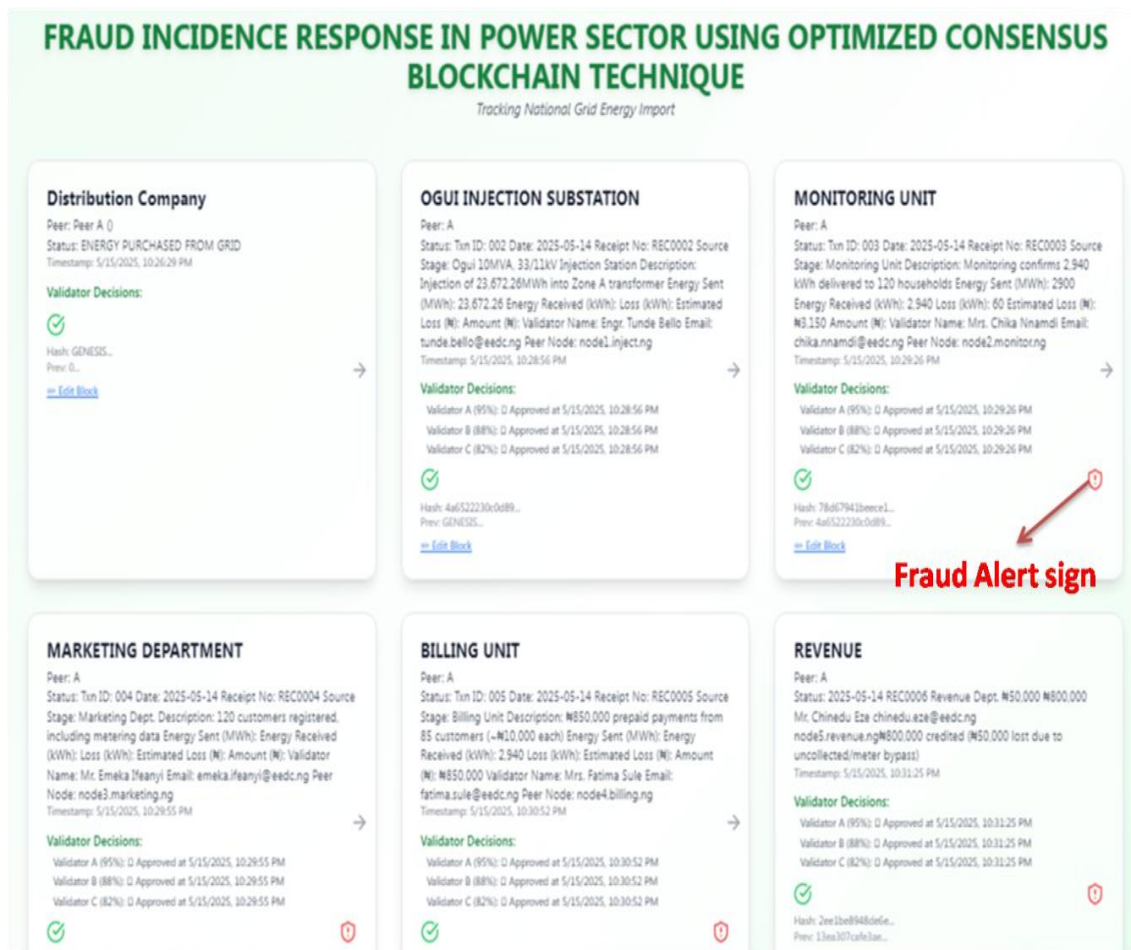 FRAUD INCIDENCE RESPONSE IN POWER SECTOR USING OPTIMIZED CONSENSUS
BLOCKCHAIN TECHNIQUE
Tracking National Grid Energy Import
Distribution Company
Peer: Peer A ()
Status: ENERGY PURCHASED FROM GRID
Timestamp: 5/15/2025, 10:26:29 PM
Validator Decisions:
Hash: GENESIS...
Prev: 0...
Edit Block
OGUI INJECTION SUBSTATION
Peer: A
Status: Txn ID: 002 Date: 2025-05-14 Receipt No: REC0002 Source
Stage: Ogui 10MVA, 33/11kV Injection Station Description:
Injection of 23,672.26MWh into Zone A transformer Energy Sent
(MWh): 23,672.26 Energy Received (kWh): Loss (kWh): Estimated
Loss (₦): Amount (₦): Validator Name: Engr. Tunde Bello Email:
tunde.bello@eedc.ng Peer Node: node1.inject.ng
Timestamp: 5/15/2025, 10:28:56 PM
Validator Decisions:
Validator A (95%): Approved at 5/15/2025, 10:28:56 PM
Validator B (88%): Approved at 5/15/2025, 10:28:56 PM
Validator C (82%): Approved at 5/15/2025, 10:28:56 PM
Hash: 4a6522230c0d89...
Prev: GENESIS...
Edit Block
MONITORING UNIT
Peer: A
Status: Txn ID: 003 Date: 2025-05-14 Receipt No: REC0003 Source
Stage: Monitoring Unit Description: Monitoring confirms 2,940
kWh delivered to 120 households Energy Sent (MWh): 2900
Energy Received (kWh): 2,940 Loss (kWh): 60 Estimated Loss (₦):
₦3,150 Amount (₦): Validator Name: Mrs. Chika Nnamdi Email:
chika.nnamdi@eedc.ng Peer Node: node2.monitor.ng
Timestamp: 5/15/2025, 10:29:26 PM
Validator Decisions:
Validator A (95%): Approved at 5/15/2025, 10:29:26 PM
Validator B (88%): Approved at 5/15/2025, 10:29:26 PM
Validator C (82%): Approved at 5/15/2025, 10:29:26 PM
Hash: 78d67941beece1...
Prev: 4a6522230c0d89...
Edit Block
Fraud Alert sign
MARKETING DEPARTMENT
Peer: A
Status: Txn ID: 004 Date: 2025-05-14 Receipt No: REC0004 Source
Stage: Marketing Dept. Description: 120 customers registered,
including metering data Energy Sent (MWh): Energy Received
(kWh): Loss (kWh): Estimated Loss (₦): Amount (₦): Validator
Name: Mr. Emeka Ifeanyi Email: emeka.ifeanyi@eedc.ng Peer
Node: node3.marketing.ng
Timestamp: 5/15/2025, 10:29:55 PM
Validator Decisions:
Validator A (95%): Approved at 5/15/2025, 10:29:55 PM
Validator B (88%): Approved at 5/15/2025, 10:29:55 PM
Validator C (82%): Approved at 5/15/2025, 10:29:55 PM
BILLING UNIT
Peer: A
Status: Txn ID: 005 Date: 2025-05-14 Receipt No: REC0005 Source
Stage: Billing Unit Description: ₦850,000 prepaid payments from
85 customers (~₦10,000 each) Energy Sent (MWh): Energy
Received (kWh): 2,940 Loss (kWh): Estimated Loss (₦): Amount
(₦): ₦850,000 Validator Name: Mrs. Fatima Sule Email:
fatima.sule@eedc.ng Peer Node: node4.billing.ng
Timestamp: 5/15/2025, 10:30:52 PM
Validator Decisions:
Validator A (95%): Approved at 5/15/2025, 10:30:52 PM
Validator B (88%): Approved at 5/15/2025, 10:30:52 PM
Validator C (82%): Approved at 5/15/2025, 10:30:52 PM
REVENUE
Peer: A
Status: 2025-05-14 REC0006 Revenue Dept. ₦50,000 ₦800,000
Mr. Chinedu Eze chinedu.eze@eedc.ng
node5.revenue.ng₦800,000 credited (₦50,000 lost due to
uncollected/meter bypass)
Timestamp: 5/15/2025, 10:31:25 PM
Validator Decisions:
Validator A (95%): Approved at 5/15/2025, 10:31:25 PM
Validator B (88%): Approved at 5/15/2025, 10:31:25 PM
Validator C (82%): Approved at 5/15/2025, 10:31:25 PM
Hash: 2ee1be8948de6e...
Prev: 13ea307cafe3ae...